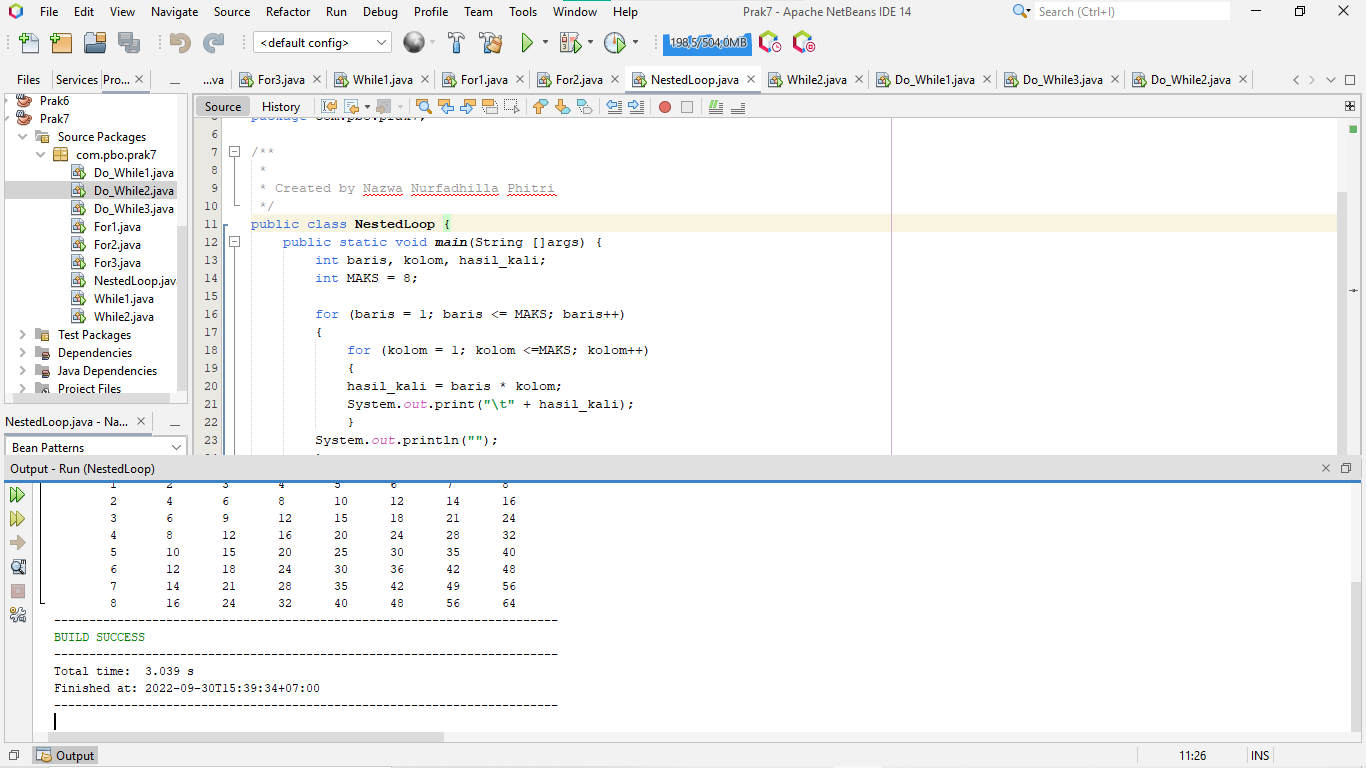 File Edit View Navigate Source Refactor Run Debug Profile Team Tools Window Help Prak7 - Apache NetBeans IDE 14 Search (Ctrl+I)
<default config> 198,5/504,0MB
Files Services Pro... ...va For3.java While1.java For1.java For2.java NestedLoop.java While2.java Do_While1.java Do_While3.java Do_While2.java
Prak6
Prak7
Source Packages
com.pbo.prak7
Do_While1.java
Do_While2.java
Do_While3.java
For1.java
For2.java
For3.java
NestedLoop.java
While1.java
While2.java
Test Packages
Dependencies
Java Dependencies
Project Files
NestedLoop.java - Na...
Bean Patterns
Source History
package com.pbo.prak7;
6
7 /**
8 *
9 * Created by Nazwa Nurfadhilla Phitri
10 */
11 public class NestedLoop {
12 public static void main(String []args) {
13 int baris, kolom, hasil_kali;
14 int MAKS = 8;
15
16 for (baris = 1; baris <= MAKS; baris++)
17 {
18 for (kolom = 1; kolom <=MAKS; kolom++)
19 {
20 hasil_kali = baris * kolom;
21 System.out.print("\t" + hasil_kali);
22 }
23 System.out.println("");
Output - Run (NestedLoop)
1 2 3 4 5 6 7 8
2 4 6 8 10 12 14 16
3 6 9 12 15 18 21 24
4 8 12 16 20 24 28 32
5 10 15 20 25 30 35 40
6 12 18 24 30 36 42 48
7 14 21 28 35 42 49 56
8 16 24 32 40 48 56 64
------------------------------------------------------------------------
BUILD SUCCESS
------------------------------------------------------------------------
Total time:  3.039 s
Finished at: 2022-09-30T15:39:34+07:00
------------------------------------------------------------------------
Output 11:26 INS